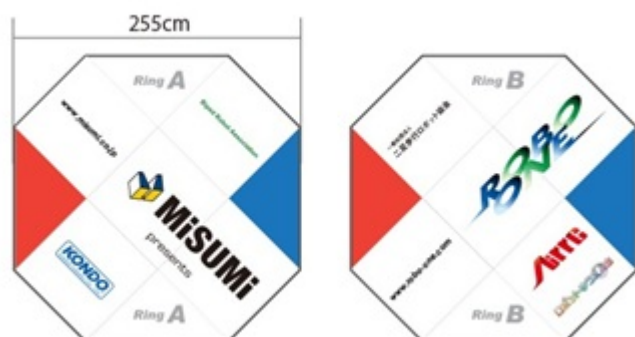 255cm
Ring A
www.misumi.co.jp
Biped Robot Association
MiSUMi
presents
KONDO
Ring A
Ring B
二足歩行ロボット協会
ROBO
ONE
www.robo-one.com
Ring B